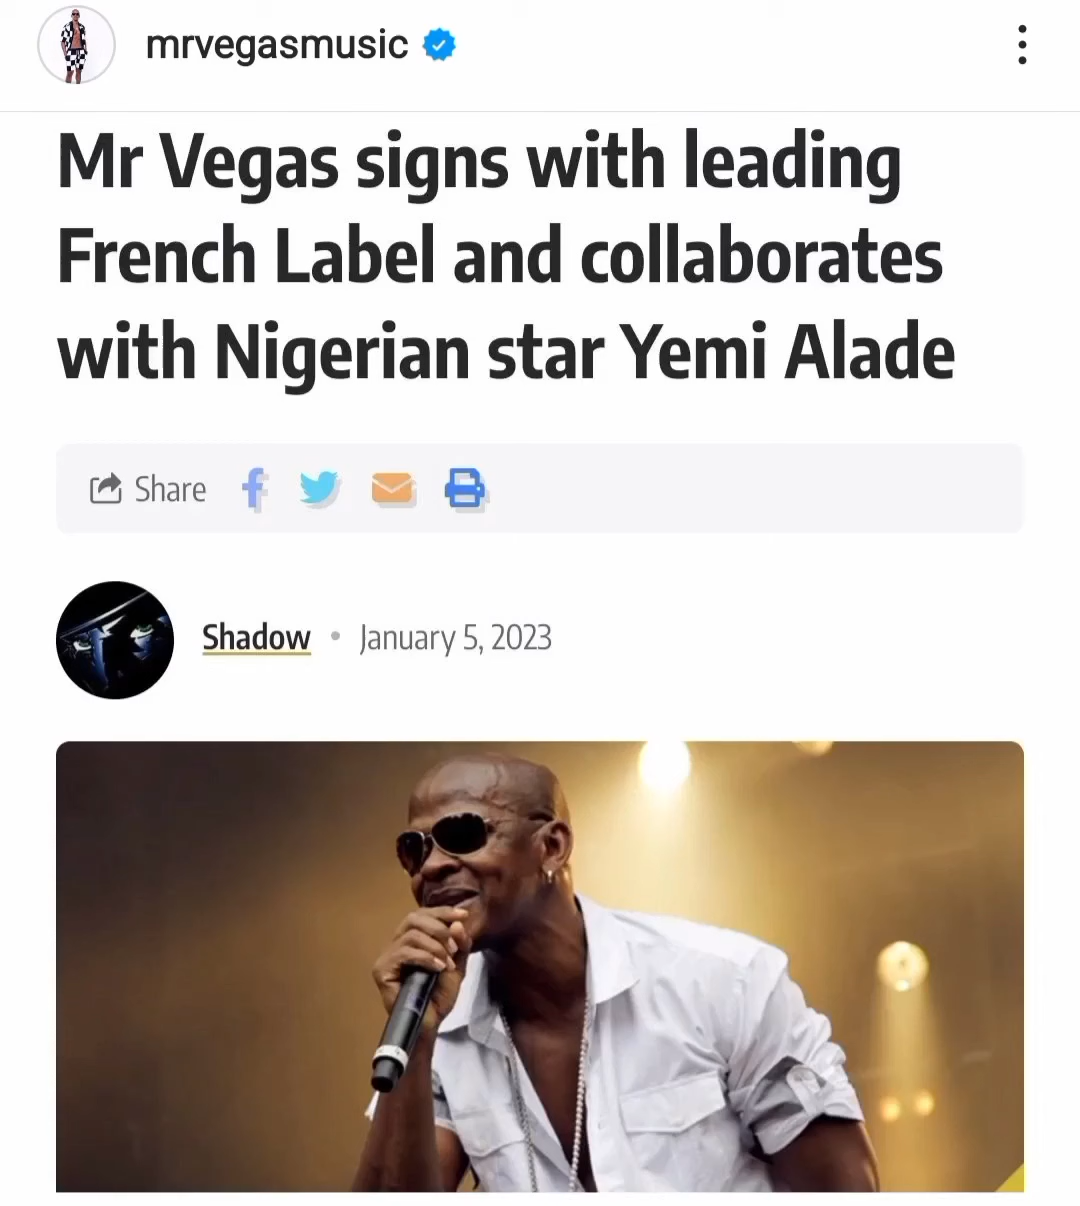 mrvegasmusic
Mr Vegas signs with leading
French Label and collaborates
with Nigerian star Yemi Alade
Share
Shadow • January 5, 2023